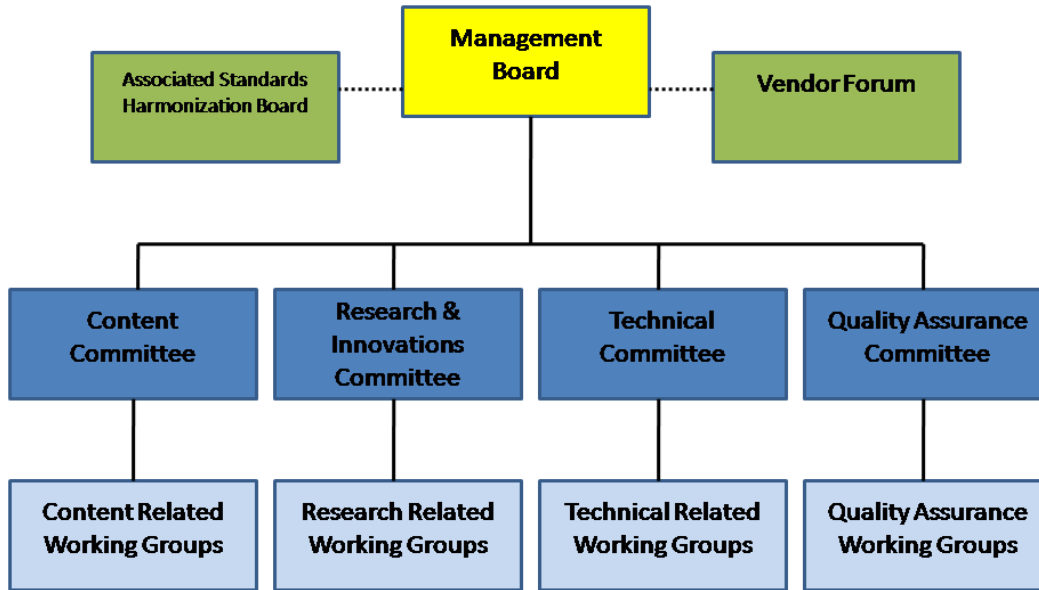 Management
Board
Associated Standards
Harmonization Board
Vendor Forum
Content
Committee
Research &
Innovations
Committee
Technical
Committee
Quality Assurance
Committee
Content Related
Working Groups
Research Related
Working Groups
Technical Related
Working Groups
Quality Assurance
Working Groups